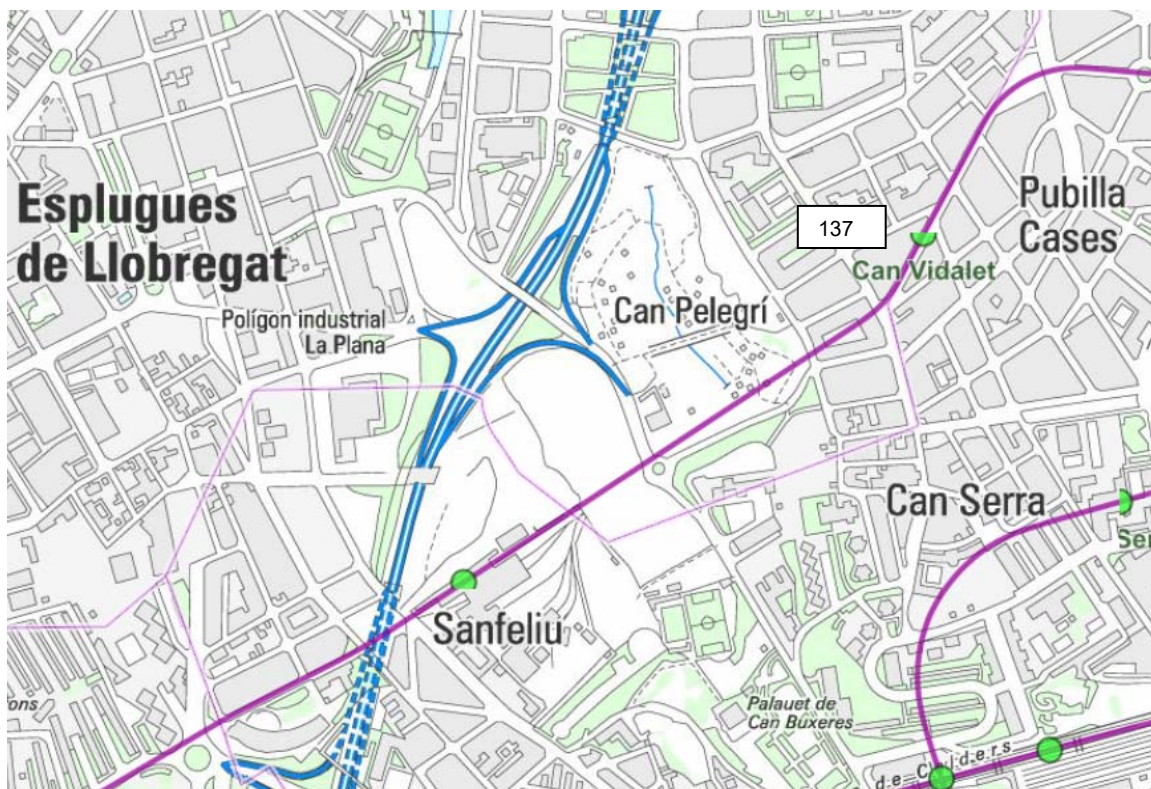 Esplugues
de Llobregat
Polígon industrial
La Plana
Can Pelegrí
137
Can Vidalet
Pubilla
Cases
Can Serra
Sanfeliu
Palauet de
Can Buxeres